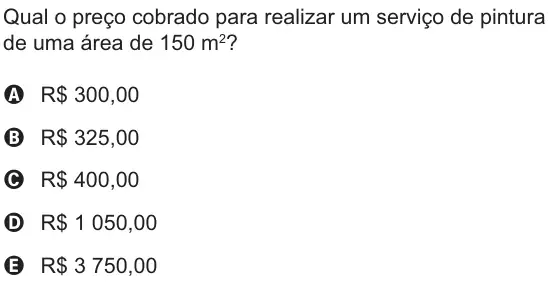 Qual o preço cobrado para realizar um serviço de pintura
de uma área de 150 m²?
A R$ 300,00
B R$ 325,00
C R$ 400,00
D R$ 1 050,00
E R$ 3 750,00